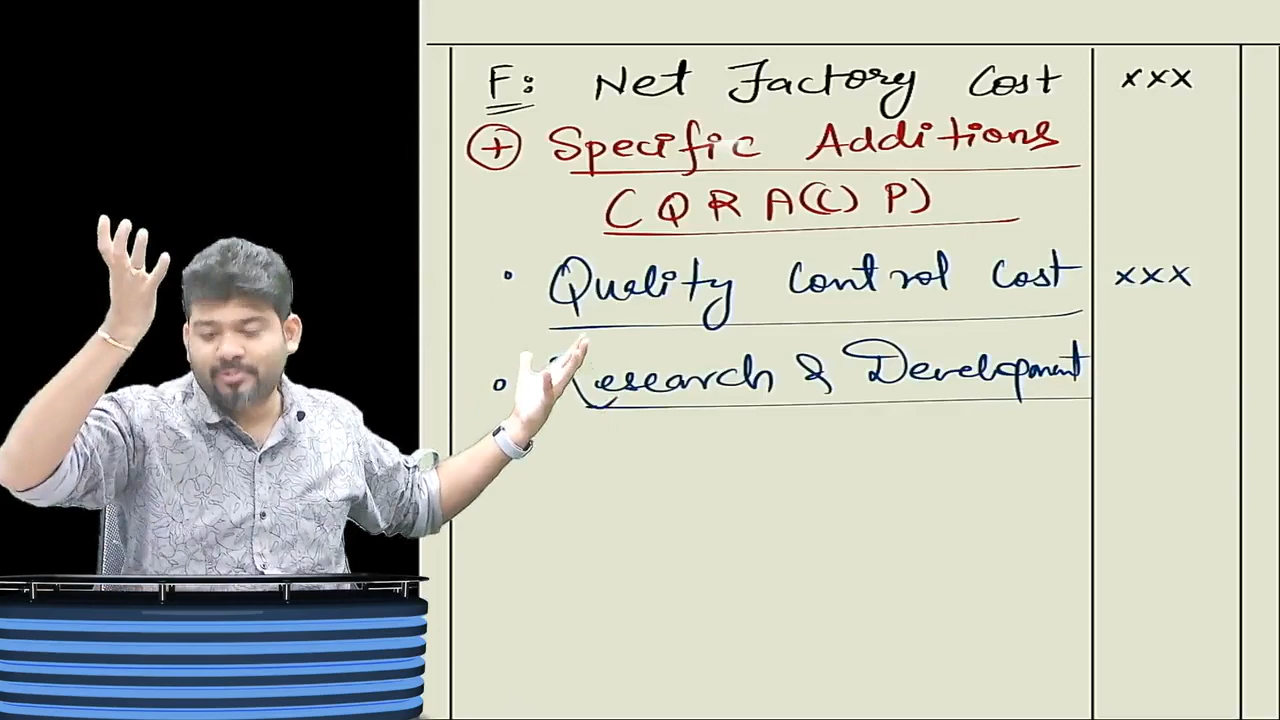 F: Net Factory Cost xxx
⊕ Specific Additions
(Q R A(C) P)
• Quality Control Cost xxx
• Research & Development